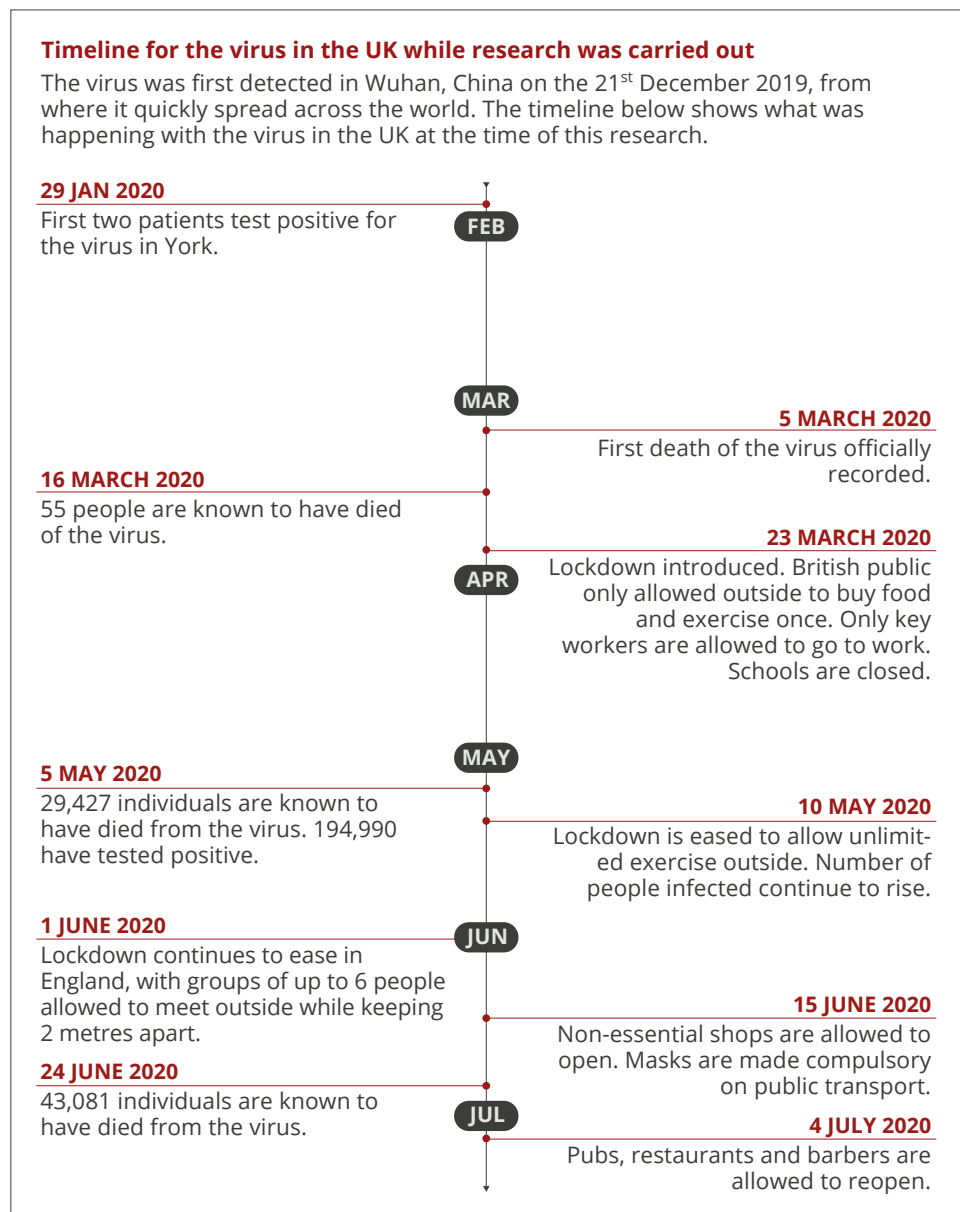 Timeline for the virus in the UK while research was carried out
The virus was first detected in Wuhan, China on the 21st December 2019, from
where it quickly spread across the world. The timeline below shows what was
happening with the virus in the UK at the time of this research.
29 JAN 2020
First two patients test positive for
the virus in York.
FEB
MAR
5 MARCH 2020
First death of the virus officially
recorded.
16 MARCH 2020
55 people are known to have died
of the virus.
23 MARCH 2020
Lockdown introduced. British public
only allowed outside to buy food
and exercise once. Only key
workers are allowed to go to work.
Schools are closed.
APR
MAY
5 MAY 2020
29,427 individuals are known to
have died from the virus. 194,990
have tested positive.
10 MAY 2020
Lockdown is eased to allow unlimit-
ed exercise outside. Number of
people infected continue to rise.
1 JUNE 2020
Lockdown continues to ease in
England, with groups of up to 6 people
allowed to meet outside while keeping
2 metres apart.
JUN
15 JUNE 2020
Non-essential shops are allowed to
open. Masks are made compulsory
on public transport.
24 JUNE 2020
43,081 individuals are known to
have died from the virus.
JUL
4 JULY 2020
Pubs, restaurants and barbers are
allowed to reopen.